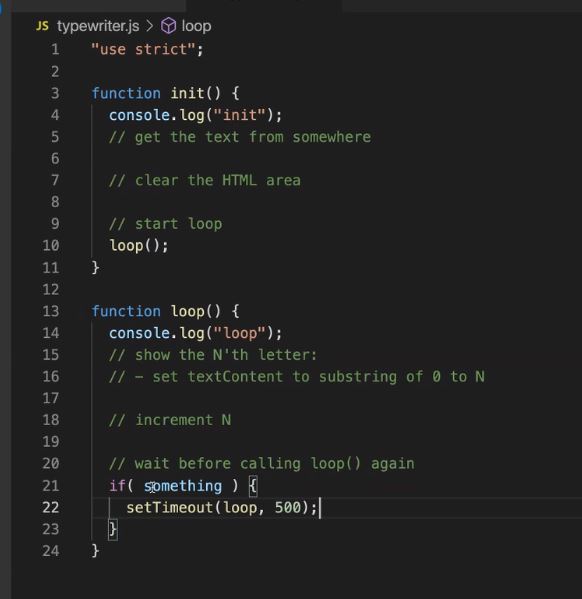 JS typewriter.js > loop
1 "use strict";
2
3 function init() {
4 console.log("init");
5 // get the text from somewhere
6
7 // clear the HTML area
8
9 // start loop
10 loop();
11 }
12
13 function loop() {
14 console.log("loop");
15 // show the N'th letter:
16 // - set textContent to substring of 0 to N
17
18 // increment N
19
20 // wait before calling loop() again
21 if( something ) {
22 setTimeout(loop, 500);
23 }
24 }